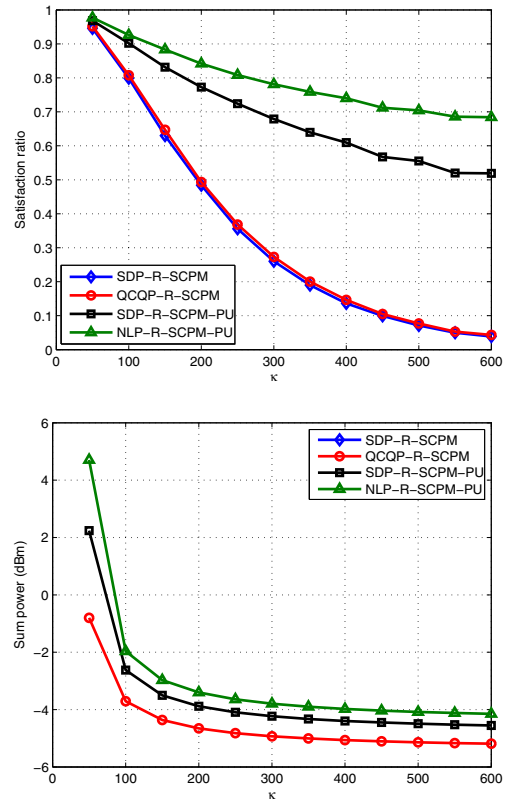 1
0.9
0.8
0.7
0.6
0.5
0.4
0.3
0.2
0.1
0
Satisfaction ratio
SDP-R-SCPM
QCQP-R-SCPM
SDP-R-SCPM-PU
NLP-R-SCPM-PU
0 100 200 300 400 500 600
κ
6
4
2
0
−2
−4
−6
Sum power (dBm)
SDP-R-SCPM
QCQP-R-SCPM
SDP-R-SCPM-PU
NLP-R-SCPM-PU
0 100 200 300 400 500 600
κ